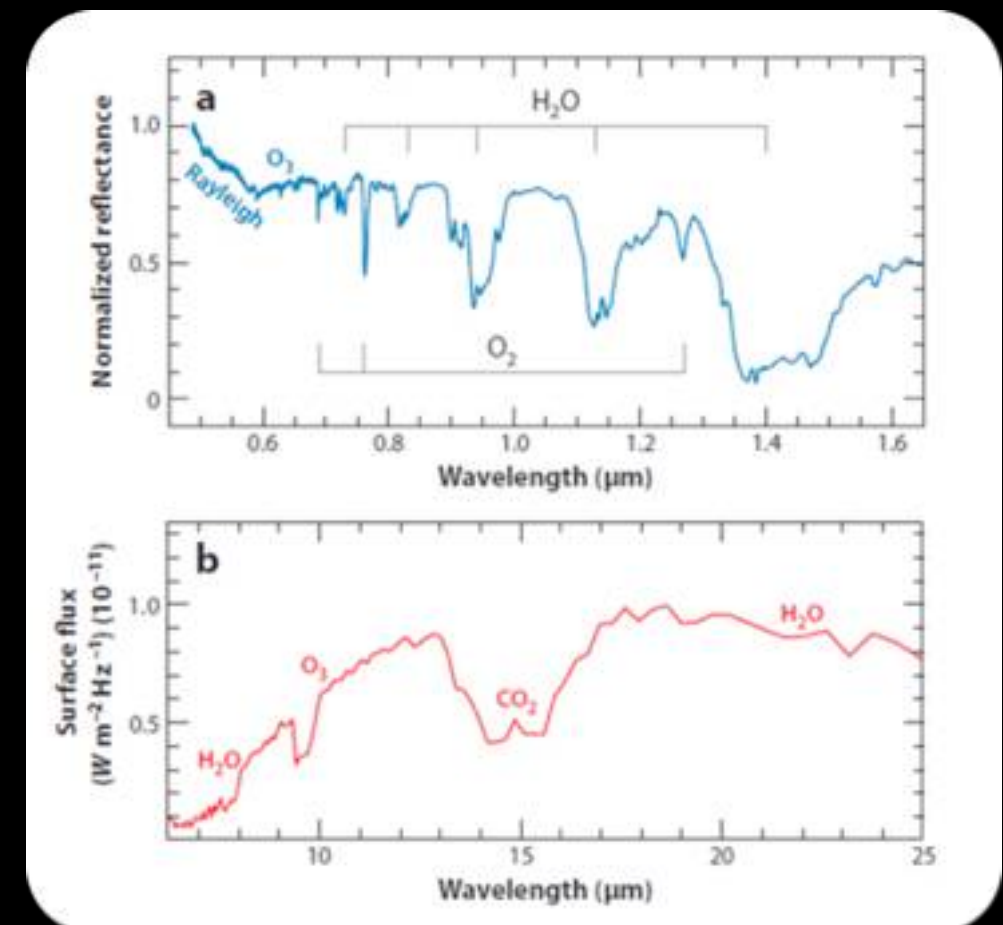 a
H₂O
O₃
Rayleigh
O₂
Normalized reflectance
1.0
0.5
0
0.6 0.8 1.0 1.2 1.4 1.6
Wavelength (μm)
b
H₂O
O₃
CO₂
H₂O
Surface flux
(W m⁻² Hz⁻¹) (10⁻¹¹)
1.0
0.5
10 15 20 25
Wavelength (μm)